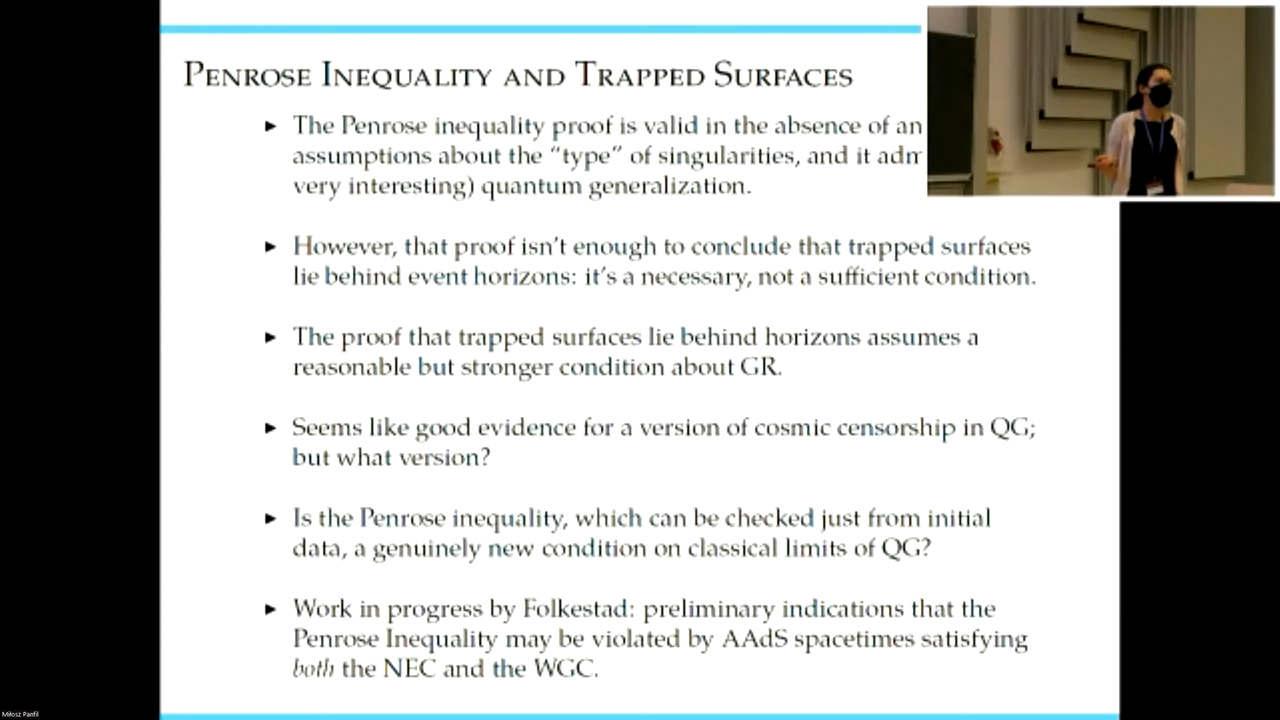 PENROSE INEQUALITY AND TRAPPED SURFACES
▶ The Penrose inequality proof is valid in the absence of an
assumptions about the "type" of singularities, and it adm
very interesting) quantum generalization.
▶ However, that proof isn't enough to conclude that trapped surfaces
lie behind event horizons: it's a necessary, not a sufficient condition.
▶ The proof that trapped surfaces lie behind horizons assumes a
reasonable but stronger condition about GR.
▶ Seems like good evidence for a version of cosmic censorship in QG;
but what version?
▶ Is the Penrose inequality, which can be checked just from initial
data, a genuinely new condition on classical limits of QG?
▶ Work in progress by Folkestad: preliminary indications that the
Penrose Inequality may be violated by AAdS spacetimes satisfying
both the NEC and the WGC.
Miłosz Panfil